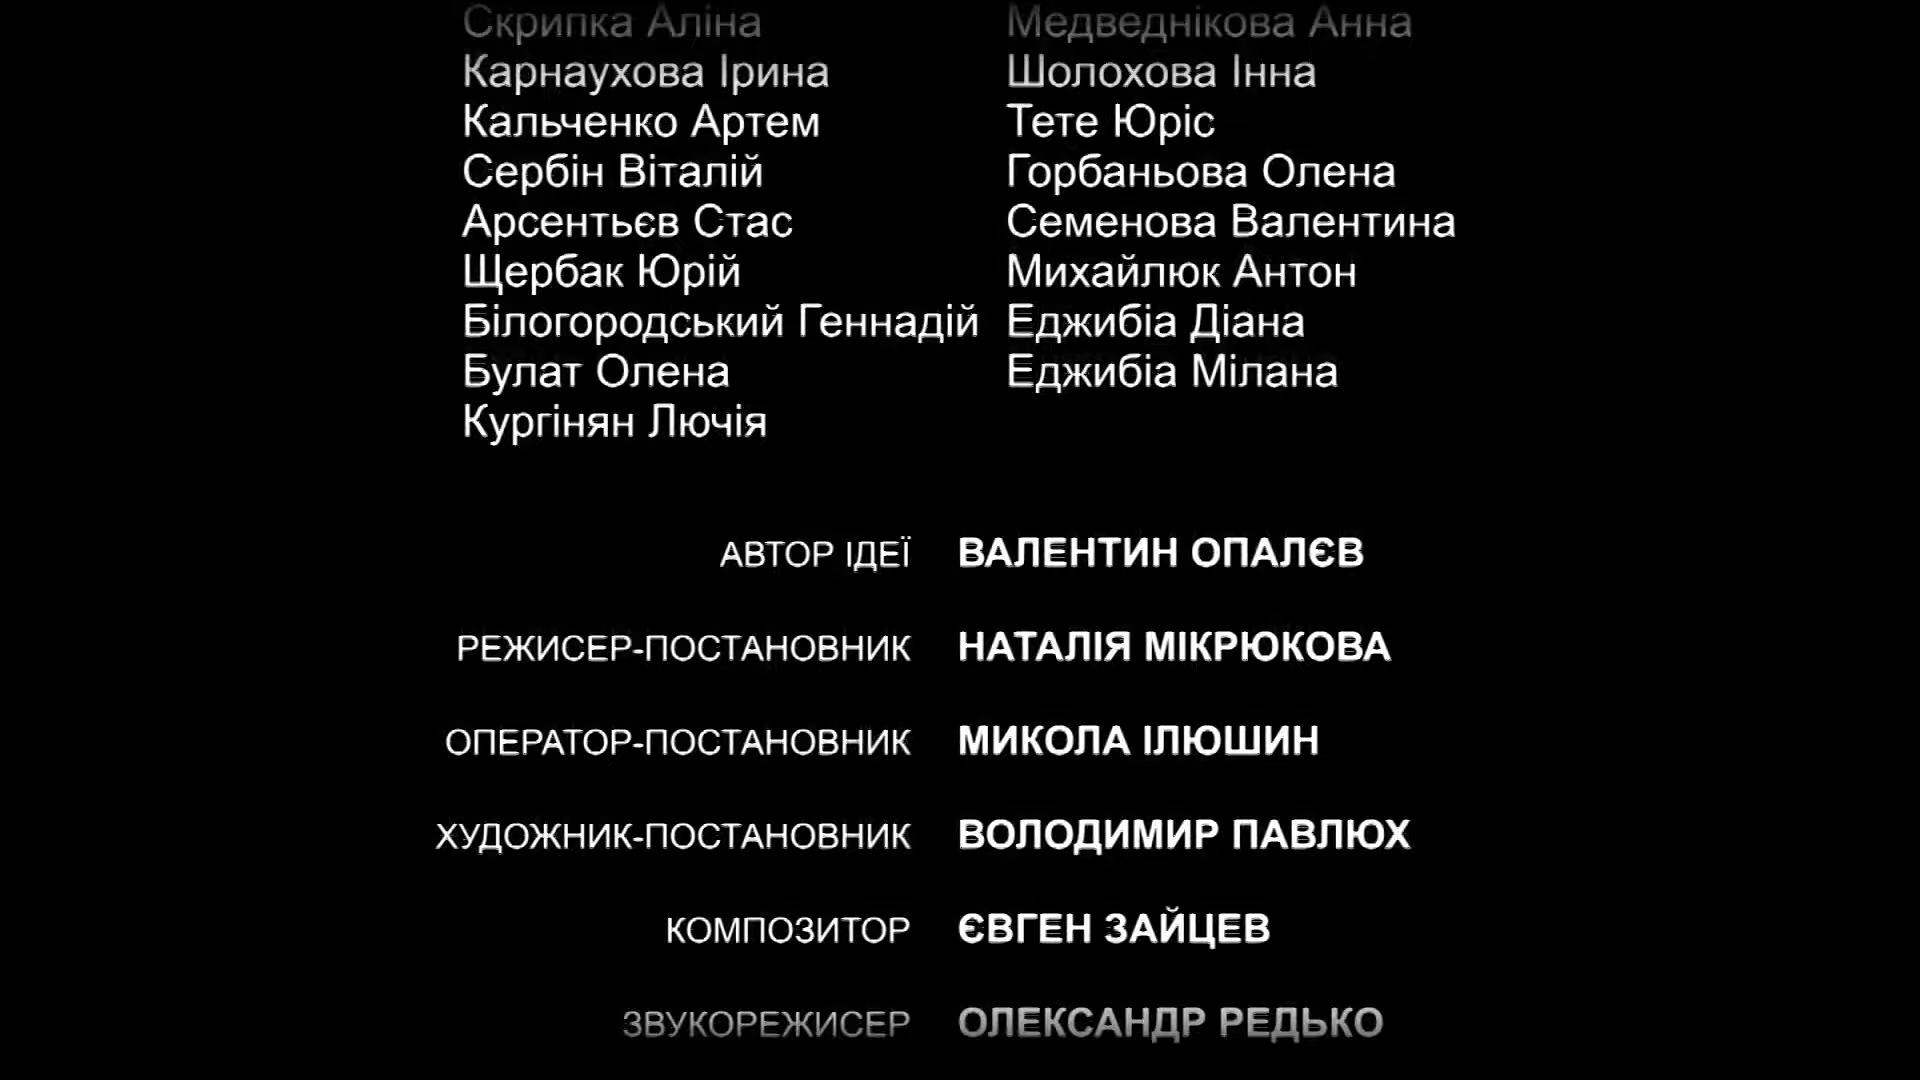 Скрипка Аліна Медведнікова Анна
Карнаухова Ірина Шолохова Інна
Кальченко Артем Тете Юріс
Сербін Віталій Горбаньова Олена
Арсентьєв Стас Семенова Валентина
Щербак Юрій Михайлюк Антон
Білогородський Геннадій Еджибіа Діана
Булат Олена Еджибіа Мілана
Кургінян Лючія
АВТОР ІДЕЇ ВАЛЕНТИН ОПАЛЄВ
РЕЖИСЕР-ПОСТАНОВНИК НАТАЛІЯ МІКРЮКОВА
ОПЕРАТОР-ПОСТАНОВНИК МИКОЛА ІЛЮШИН
ХУДОЖНИК-ПОСТАНОВНИК ВОЛОДИМИР ПАВЛЮХ
КОМПОЗИТОР ЄВГЕН ЗАЙЦЕВ
ЗВУКОРЕЖИСЕР ОЛЕКСАНДР РЕДЬКО